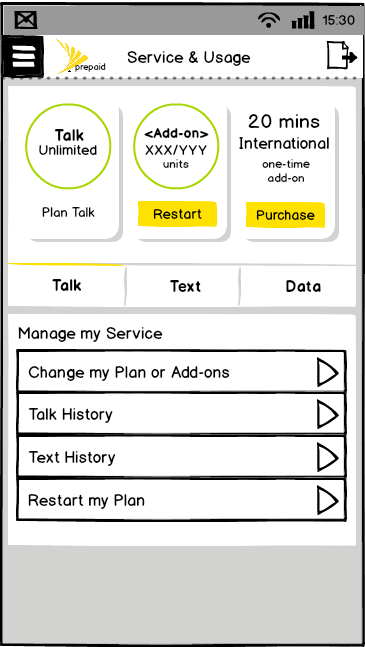 15:30
prepaid
Service & Usage
Talk
Unlimited
Plan Talk
<Add-on>
XXX/YYY
units
Restart
20 mins
International
one-time
add-on
Purchase
Talk
Text
Data
Manage my Service
Change my Plan or Add-ons
Talk History
Text History
Restart my Plan